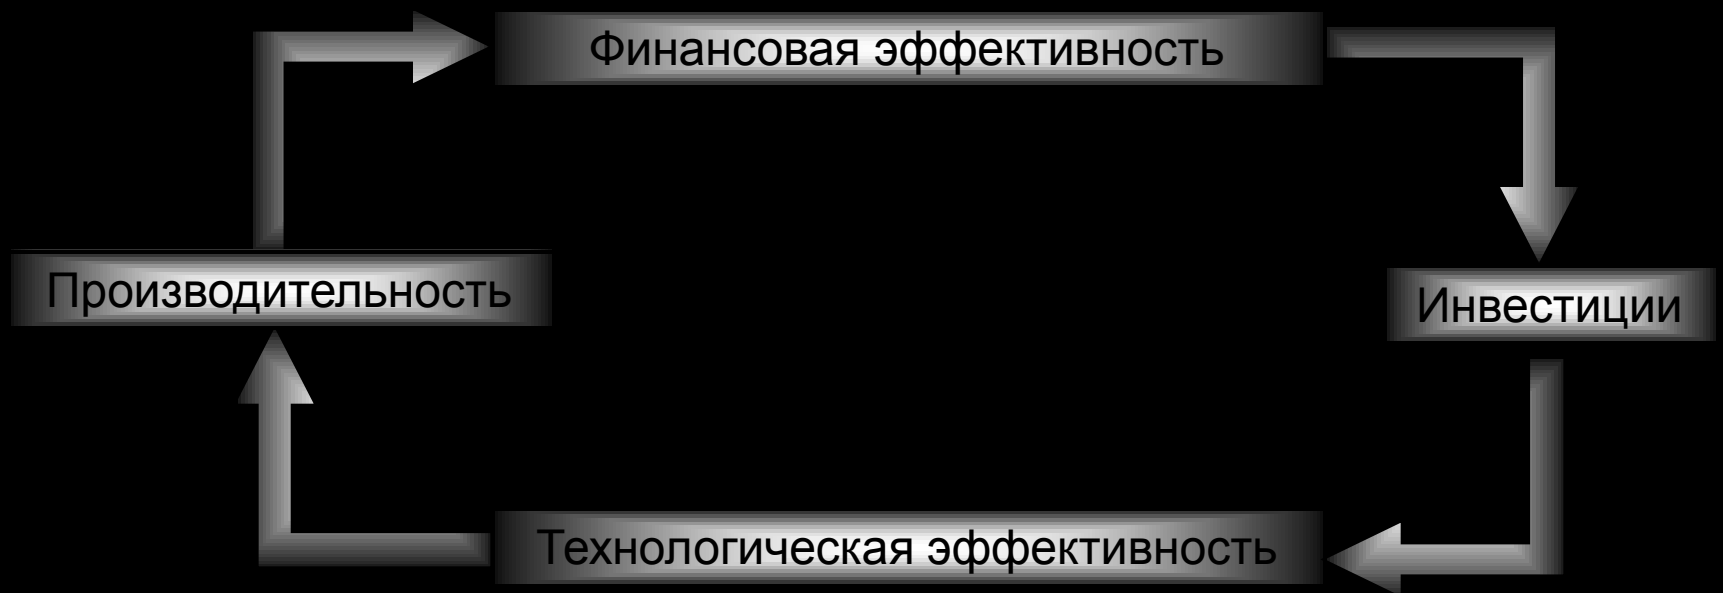 Финансовая эффективность
Производительность
Инвестиции
Технологическая эффективность